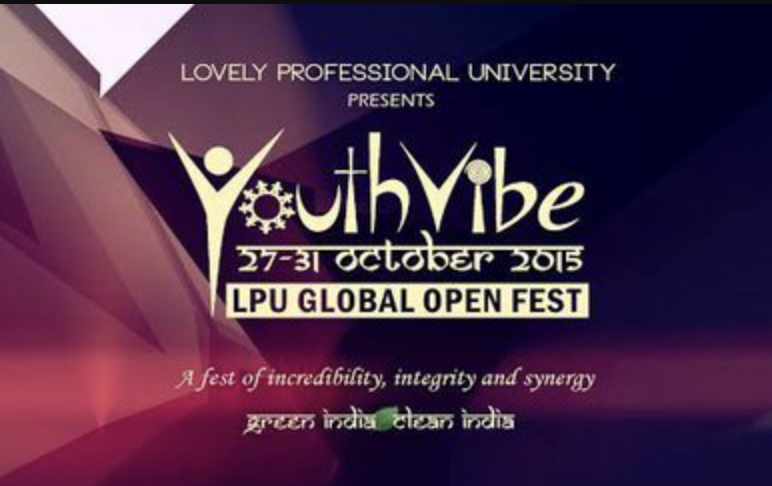 LOVELY PROFESSIONAL UNIVERSITY
PRESENTS
YouthVibe
27-31 october 2015
LPU GLOBAL OPEN FEST
A fest of incredibility, integrity and synergy
green india clean india